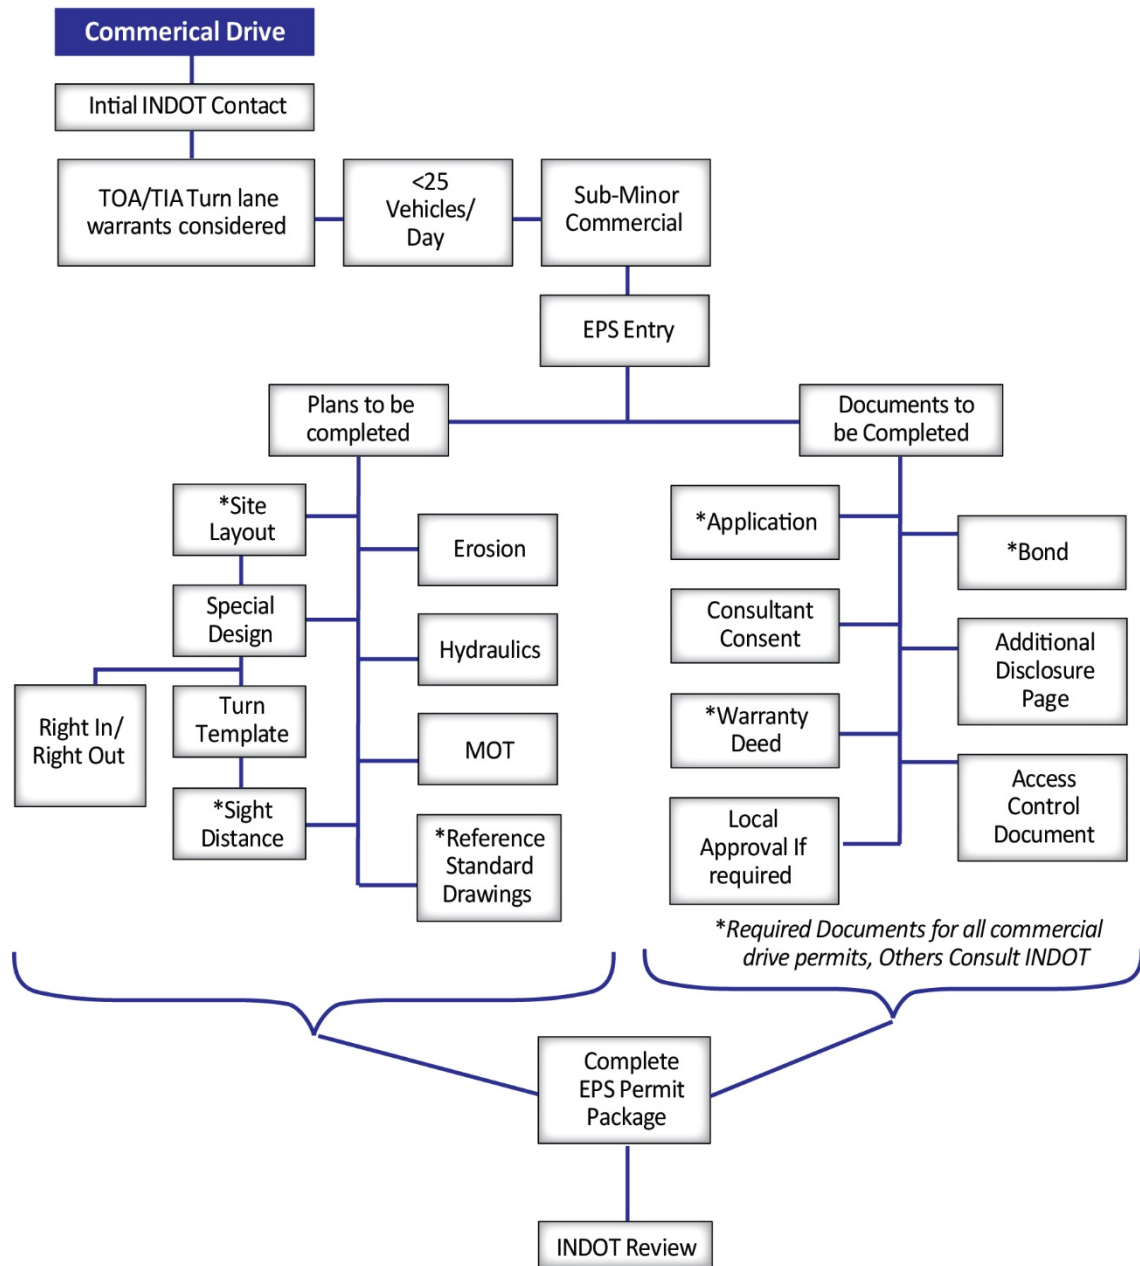 Commerical Drive
Intial INDOT Contact
TOA/TIA Turn lane
warrants considered
<25
Vehicles/
Day
Sub-Minor
Commercial
EPS Entry
Plans to be
completed
Documents to
be Completed
*Site
Layout
Erosion
Special
Design
Hydraulics
Right In/
Right Out
Turn
Template
MOT
*Sight
Distance
*Reference
Standard
Drawings
*Application
*Bond
Consultant
Consent
Additional
Disclosure
Page
*Warranty
Deed
Access
Control
Document
Local
Approval If
required
*Required Documents for all commercial
drive permits, Others Consult INDOT
Complete
EPS Permit
Package
INDOT Review